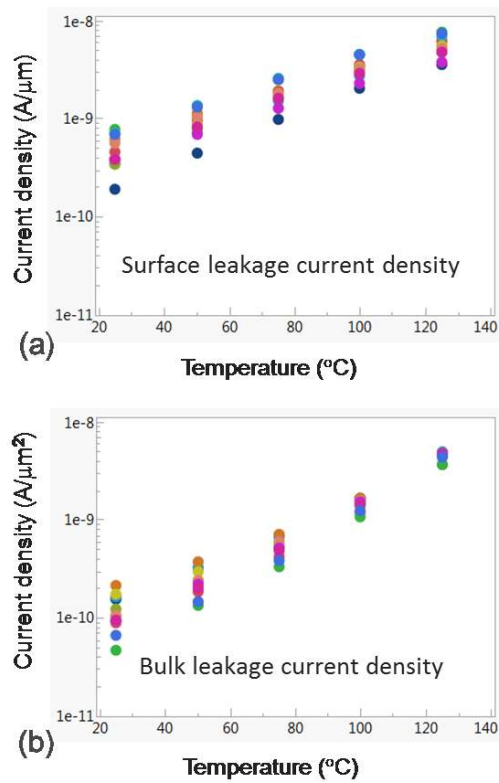 Current density (A/μm)
1e-8
1e-9
1e-10
1e-11
Surface leakage current density
20 40 60 80 100 120 140
(a)
Temperature (°C)
Current density (A/μm²)
1e-8
1e-9
1e-10
1e-11
Bulk leakage current density
20 40 60 80 100 120 140
(b)
Temperature (°C)